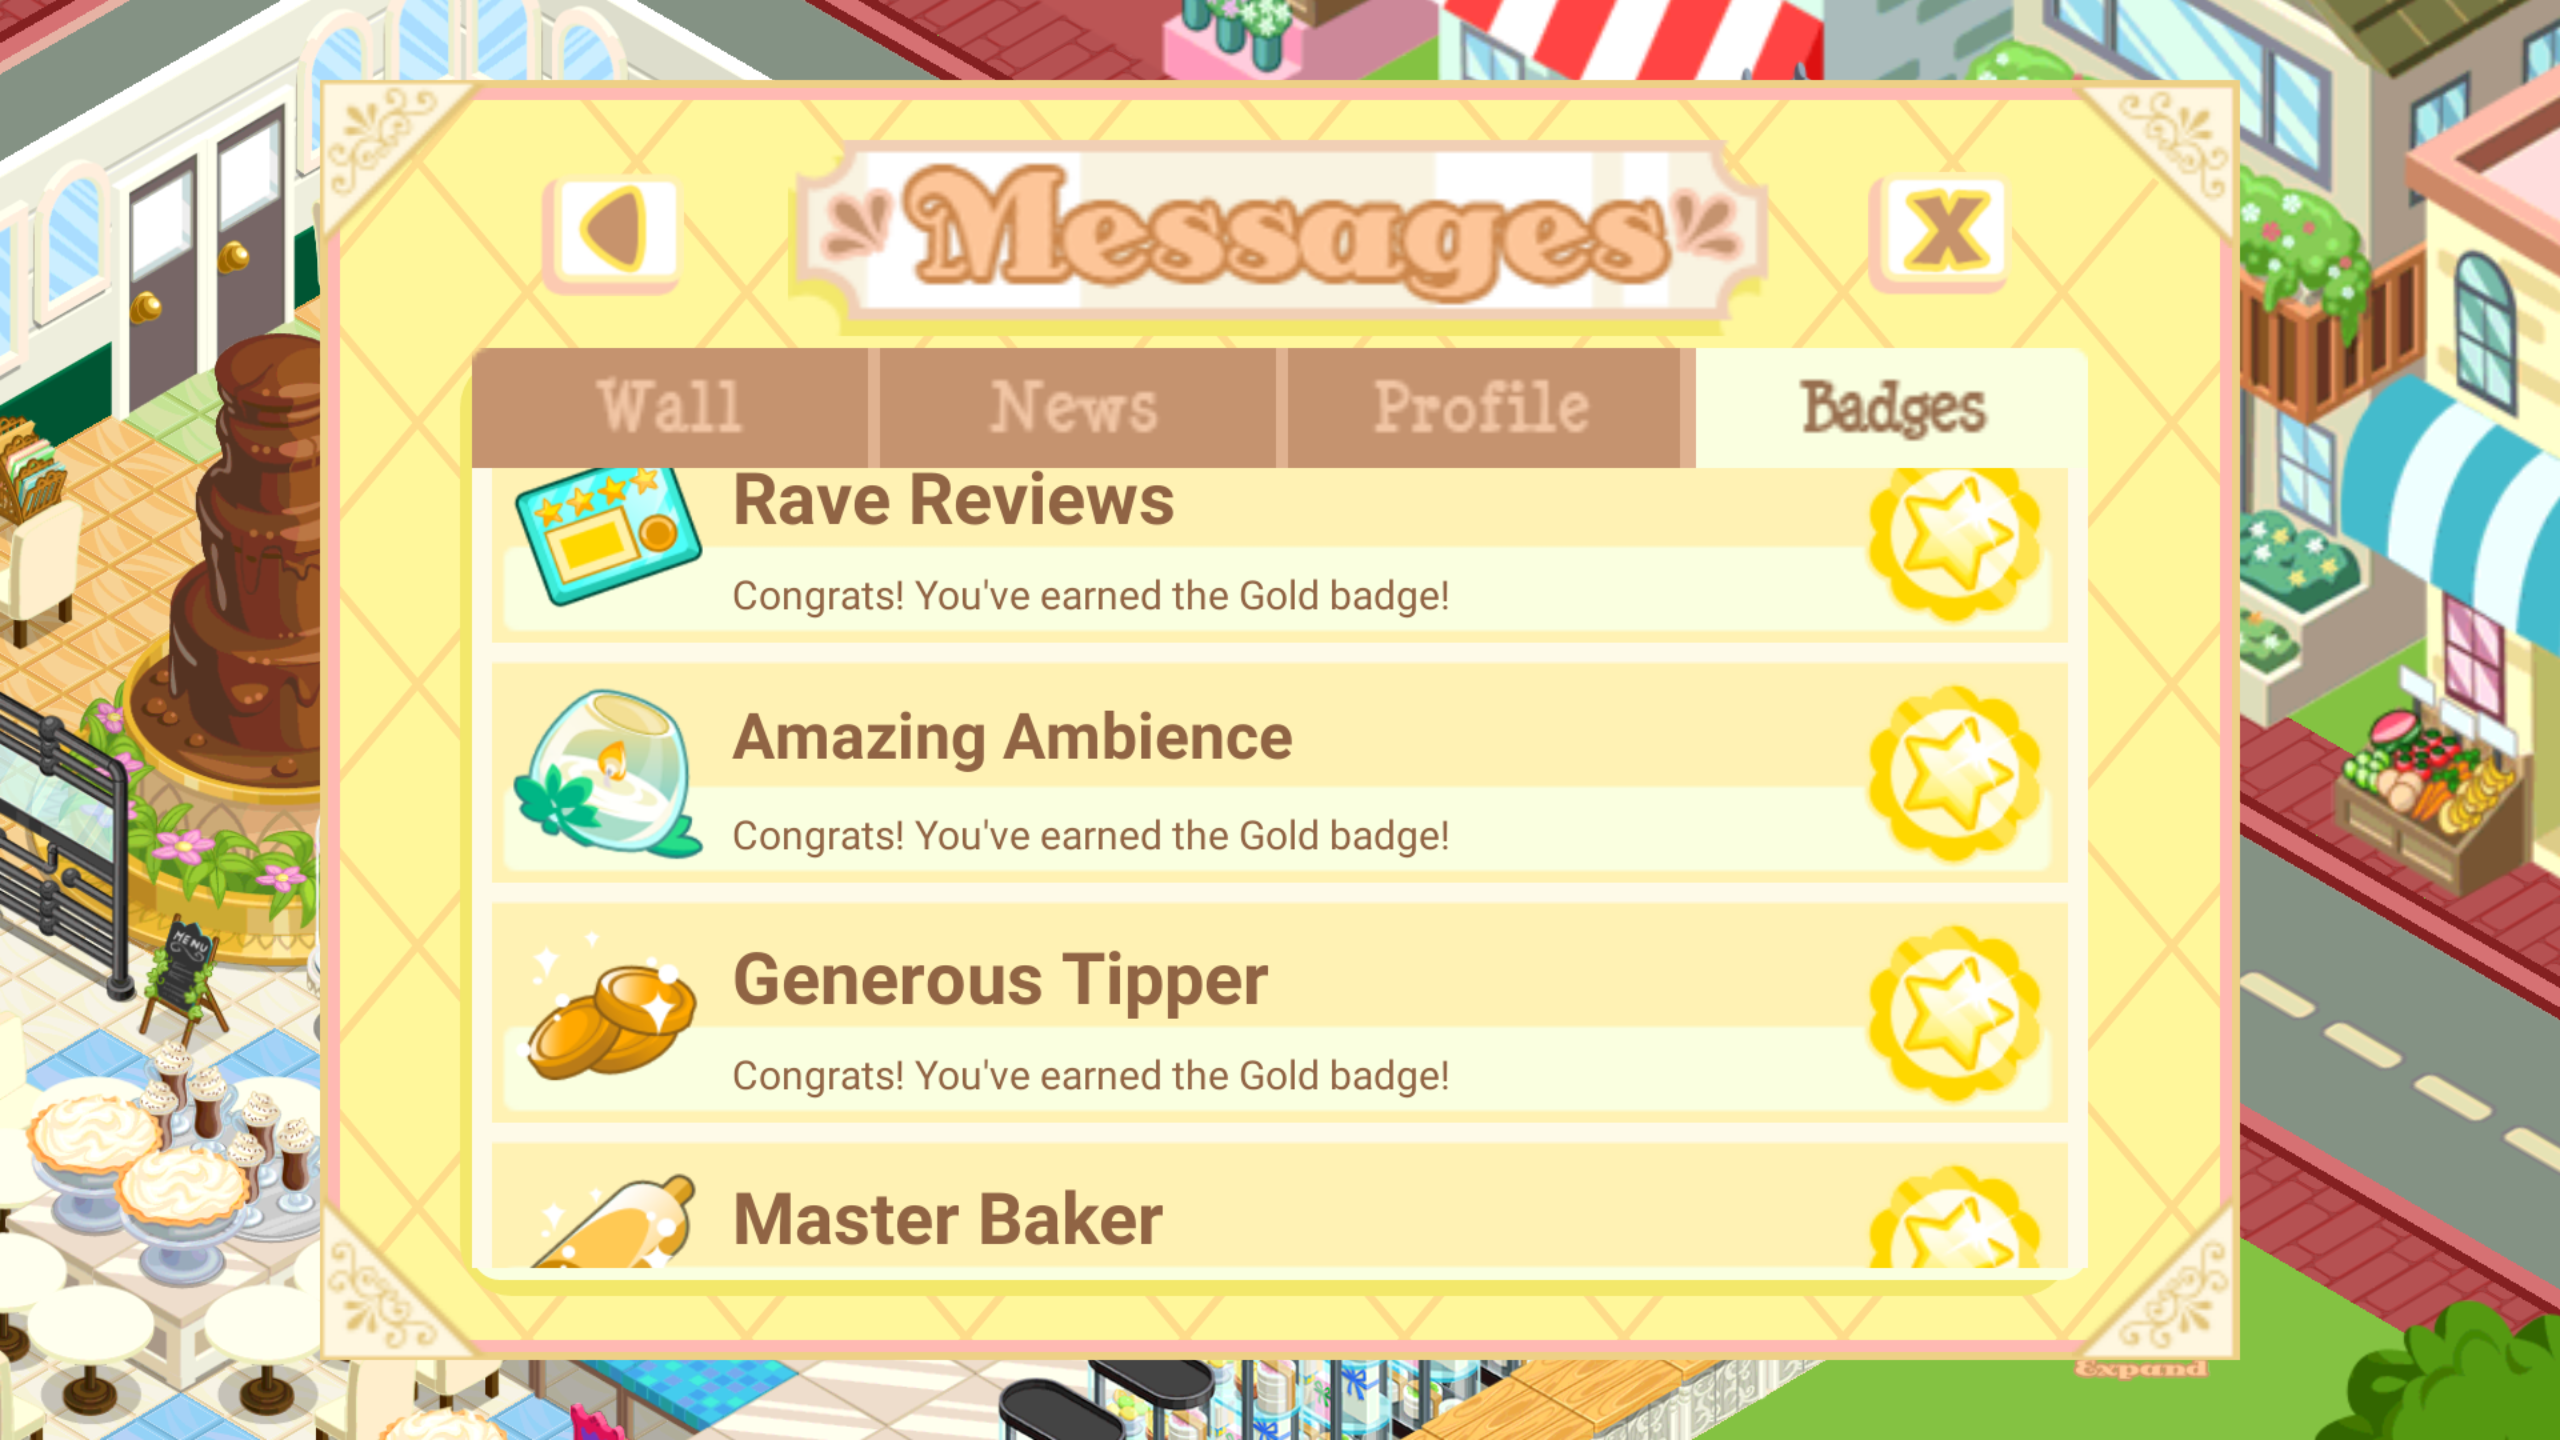 Messages
Wall
News
Profile
Badges
Rave Reviews
Congrats! You've earned the Gold badge!
Amazing Ambience
Congrats! You've earned the Gold badge!
Generous Tipper
Congrats! You've earned the Gold badge!
Master Baker
MENU
Expand